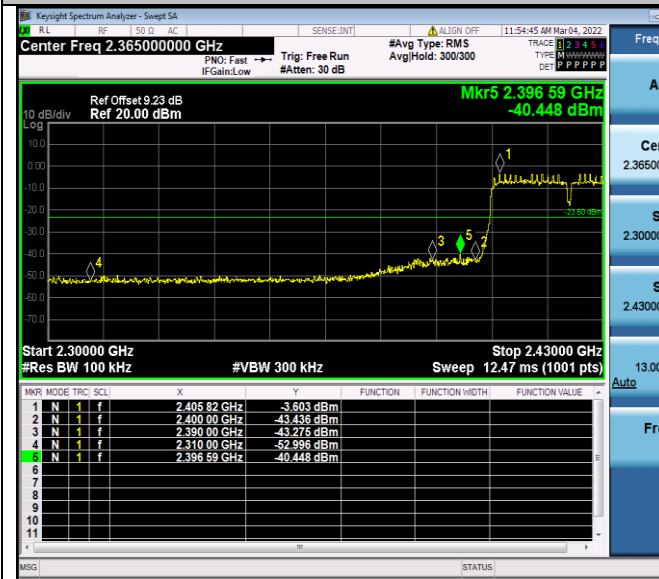 Keysight Spectrum Analyzer - Swept SA
RL RF 50 Ω AC SENSE:INT ALIGN OFF 11:54:45 AM Mar 04, 2022
Center Freq 2.365000000 GHz
PNO: Fast
IFGain:Low
Trig: Free Run
#Atten: 30 dB
#Avg Type: RMS
Avg|Hold: 300/300
TRACE 1 2 3 4 5 6
TYPE M
DET P P P P P P
Ref Offset 9.23 dB
10 dB/div Ref 20.00 dBm
Log
Mkr5 2.396 59 GHz
-40.448 dBm
10.0
0.00
-10.0
-20.0
-30.0
-40.0
-50.0
-60.0
-70.0
1
-23.60 dBm
3 5 2
4
Start 2.30000 GHz Stop 2.43000 GHz
#Res BW 100 kHz #VBW 300 kHz Sweep 12.47 ms (1001 pts)
MKR MODE TRC SCL X Y FUNCTION FUNCTION WIDTH FUNCTION VALUE
1 N 1 f 2.405 82 GHz -3.603 dBm
2 N 1 f 2.400 00 GHz -43.436 dBm
3 N 1 f 2.390 00 GHz -43.275 dBm
4 N 1 f 2.310 00 GHz -52.996 dBm
5 N 1 f 2.396 59 GHz -40.448 dBm
6
7
8
9
10
11
MSG STATUS
Freq
A
Ce
2.36500
S
2.30000
S
2.43000
13.00
Auto
Fr